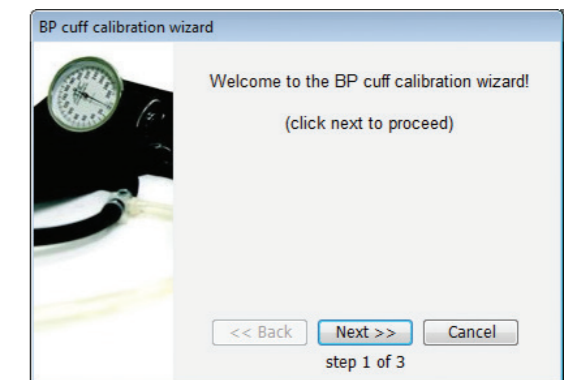 BP cuff calibration wizard
Welcome to the BP cuff calibration wizard!
(click next to proceed)
<< Back Next >> Cancel
step 1 of 3